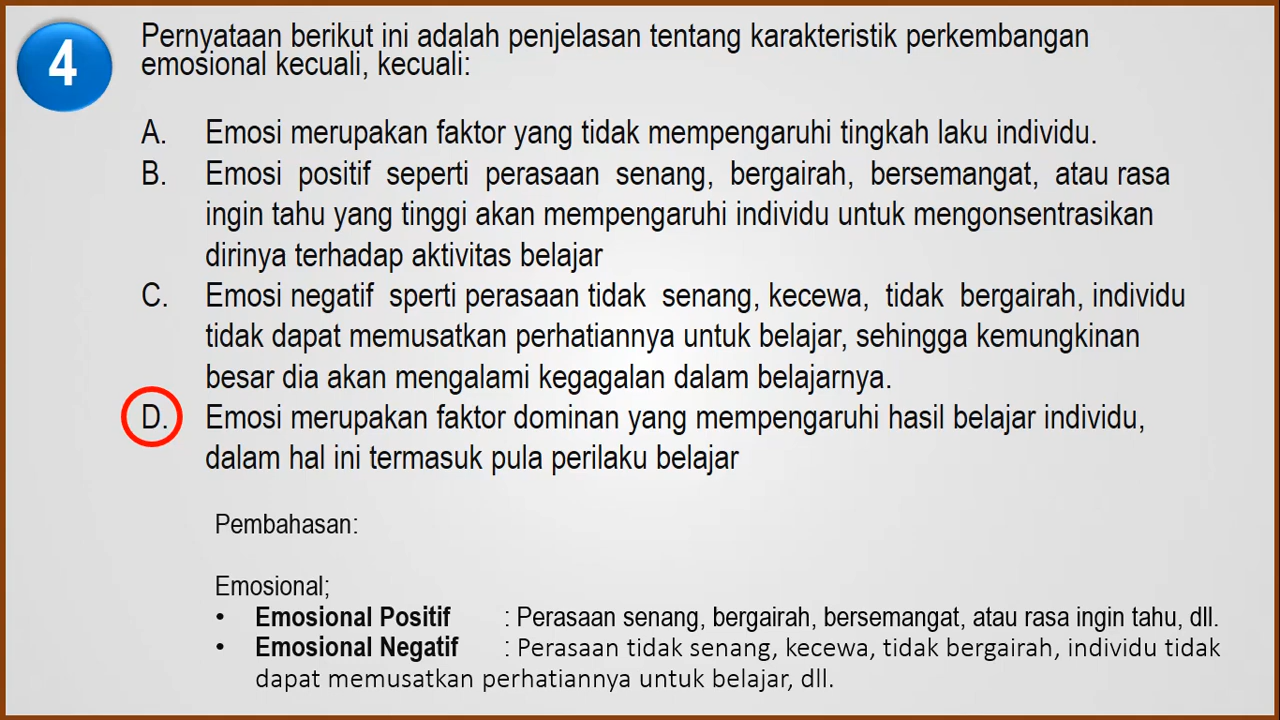 4
Pernyataan berikut ini adalah penjelasan tentang karakteristik perkembangan
emosional kecuali, kecuali:
A. Emosi merupakan faktor yang tidak mempengaruhi tingkah laku individu.
B. Emosi positif seperti perasaan senang, bergairah, bersemangat, atau rasa
ingin tahu yang tinggi akan mempengaruhi individu untuk mengonsentrasikan
dirinya terhadap aktivitas belajar
C. Emosi negatif sperti perasaan tidak senang, kecewa, tidak bergairah, individu
tidak dapat memusatkan perhatiannya untuk belajar, sehingga kemungkinan
besar dia akan mengalami kegagalan dalam belajarnya.
D. Emosi merupakan faktor dominan yang mempengaruhi hasil belajar individu,
dalam hal ini termasuk pula perilaku belajar
Pembahasan:
Emosional;
• Emosional Positif : Perasaan senang, bergairah, bersemangat, atau rasa ingin tahu, dll.
• Emosional Negatif : Perasaan tidak senang, kecewa, tidak bergairah, individu tidak
dapat memusatkan perhatiannya untuk belajar, dll.